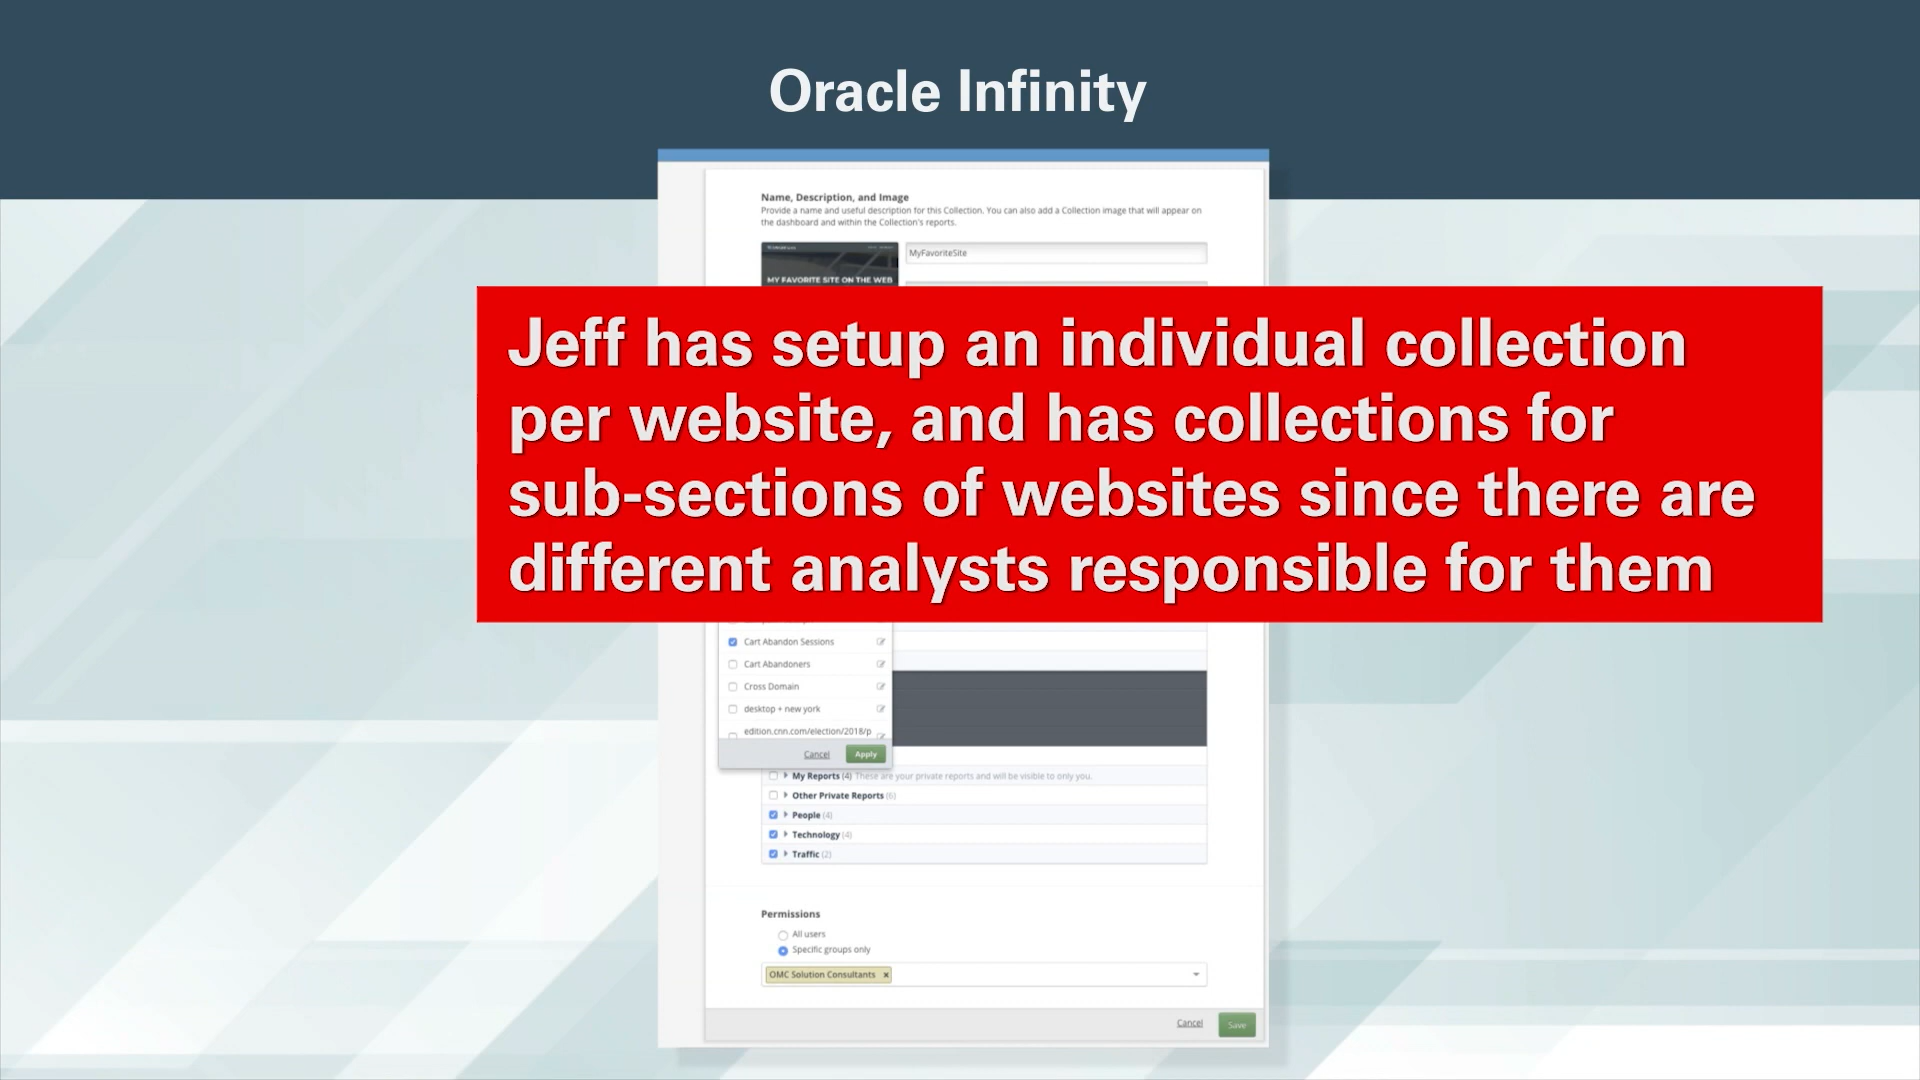 Oracle Infinity
Name, Description, and Image
Provide a name and useful description for this Collection. You can also add a Collection image that will appear on
the dashboard and within the Collection's reports.
MyFavoriteSite
MY FAVORITE SITE ON THE WEB
Jeff has setup an individual collection
per website, and has collections for
sub-sections of websites since there are
different analysts responsible for them
Cart Abandon Sessions
Cart Abandoners
Cross Domain
desktop + new york
edition.cnn.com/election/2018/p
Cancel Apply
My Reports (4) These are your private reports and will be visible to only you.
Other Private Reports (6)
People (4)
Technology (4)
Traffic (2)
Permissions
All users
Specific groups only
OMC Solution Consultants ×
Cancel Save